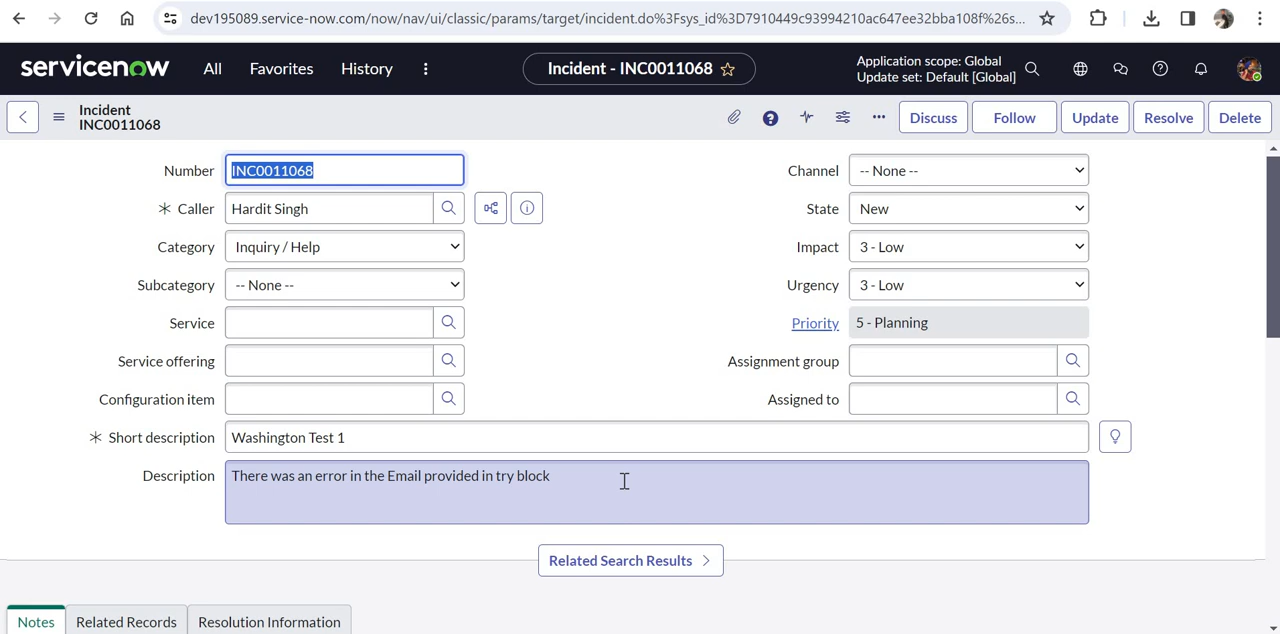 dev195089.service-now.com/now/nav/ui/classic/params/target/incident.do%3Fsys_id%3D7910449c93994210ac647ee32bba108f%26s...
servicenow All Favorites History Incident - INC0011068 Application scope: Global
Update set: Default [Global]
Incident
INC0011068
Discuss Follow Update Resolve Delete
Number INC0011068 Channel -- None --
Caller Hardit Singh State New
Category Inquiry / Help Impact 3 - Low
Subcategory -- None -- Urgency 3 - Low
Service Priority 5 - Planning
Service offering Assignment group
Configuration item Assigned to
Short description Washington Test 1
Description There was an error in the Email provided in try block
Related Search Results
Notes Related Records Resolution Information